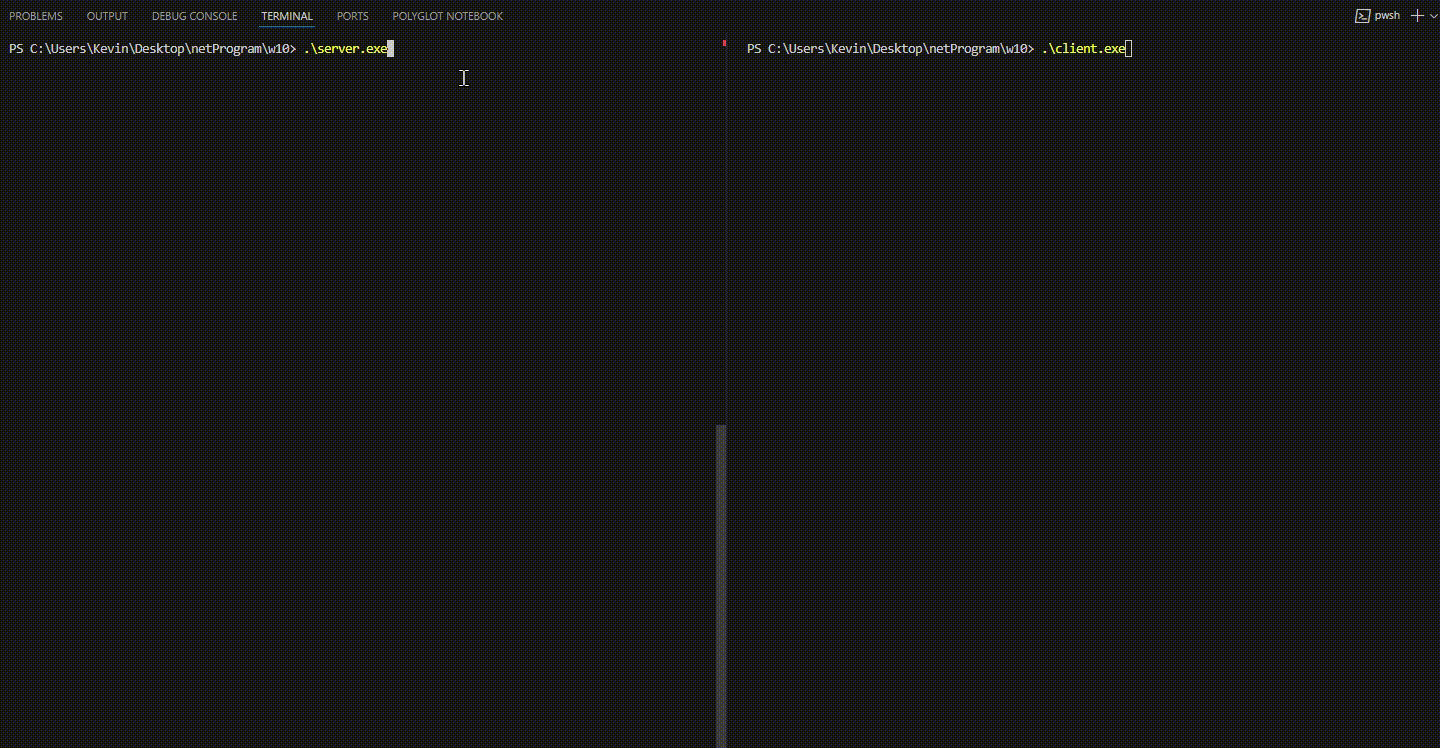 PROBLEMS OUTPUT DEBUG CONSOLE TERMINAL PORTS POLYGLOT NOTEBOOK pwsh
PS C:\Users\Kevin\Desktop\netProgram\w10> .\server.exe
PS C:\Users\Kevin\Desktop\netProgram\w10> .\client.exe